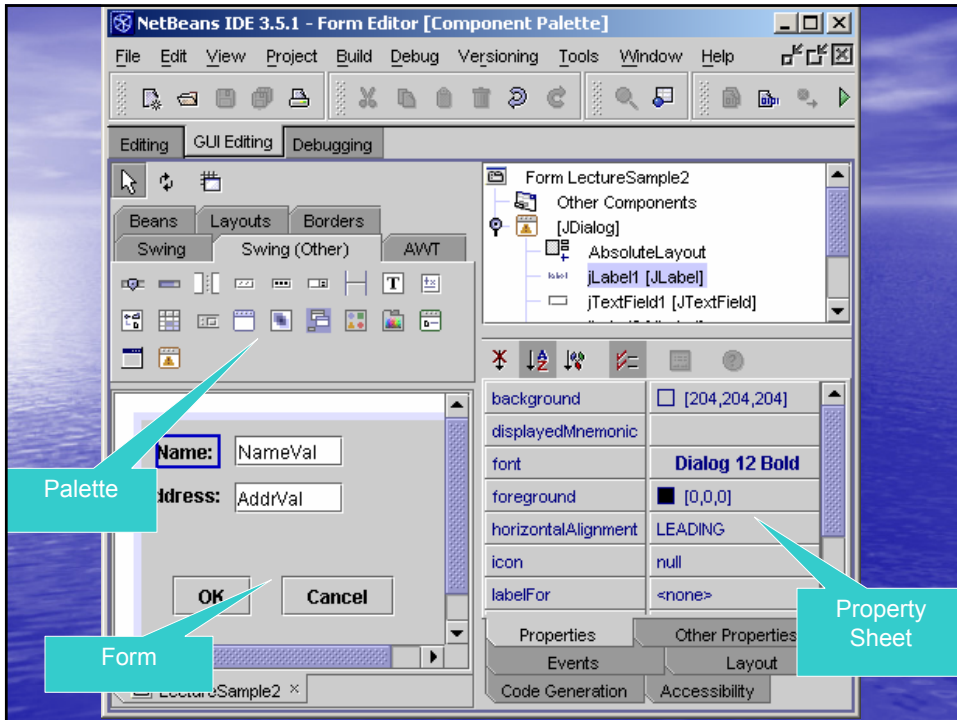 NetBeans IDE 3.5.1 - Form Editor [Component Palette]
File Edit View Project Build Debug Versioning Tools Window Help
Editing GUI Editing Debugging
Beans Layouts Borders
Swing Swing (Other) AWT
Form LectureSample2
Other Components
[JDialog]
AbsoluteLayout
jLabel1 [JLabel]
jTextField1 [JTextField]
background [204,204,204]
displayedMnemonic
font Dialog 12 Bold
foreground [0,0,0]
horizontalAlignment LEADING
icon null
labelFor <none>
Properties Other Properties
Events Layout
Code Generation Accessibility
Name: NameVal
ddress: AddrVal
OK Cancel
LectureSample2
Palette
Form
Property
Sheet